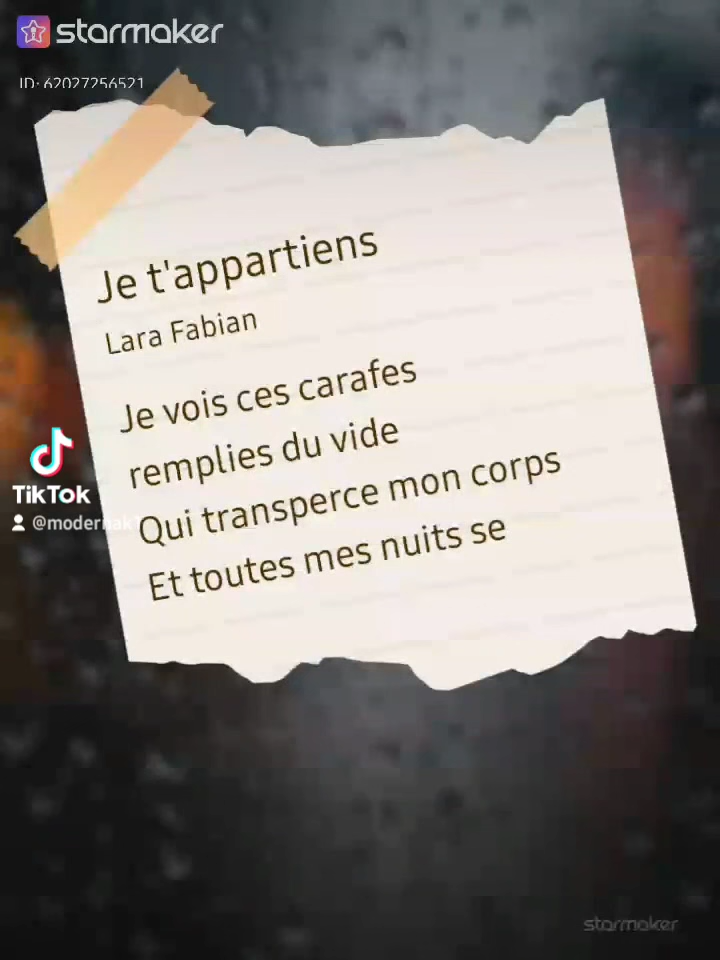 starmaker
ID: 62027256521
Je t'appartiens
Lara Fabian
Je vois ces carafes
remplies du vide
Qui transperce mon corps
Et toutes mes nuits se
TikTok
starmaker